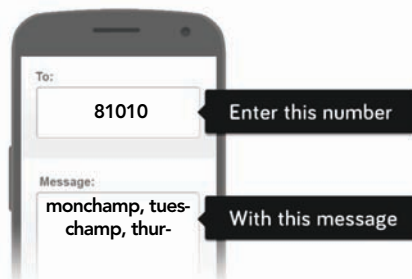 To:
81010
Enter this number
Message:
monchamp, tues-
champ, thur-
With this message